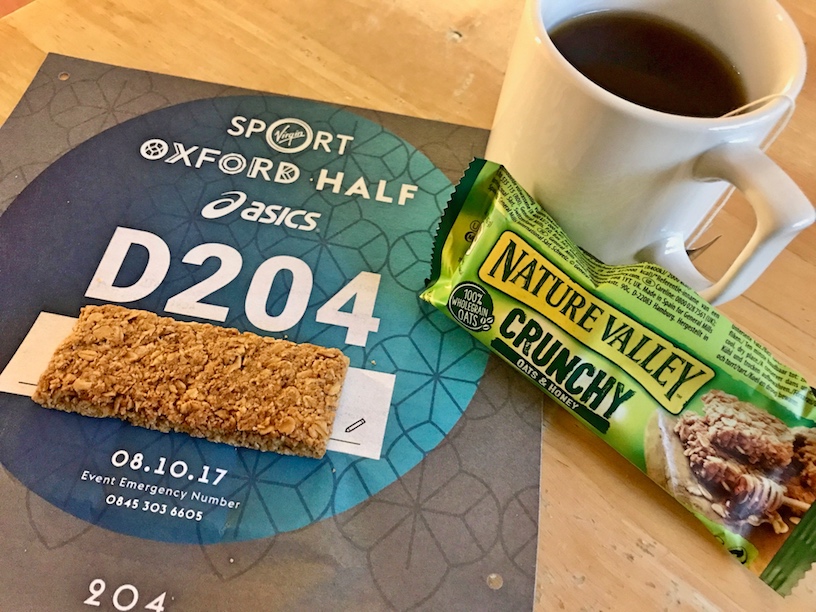 SPORT
Virgin
OXFORD HALF
asics
D204
08.10.17
Event Emergency Number
0845 303 6605
204
NATURE VALLEY
CRUNCHY
OATS & HONEY
100%
WHOLEGRAIN
OATS